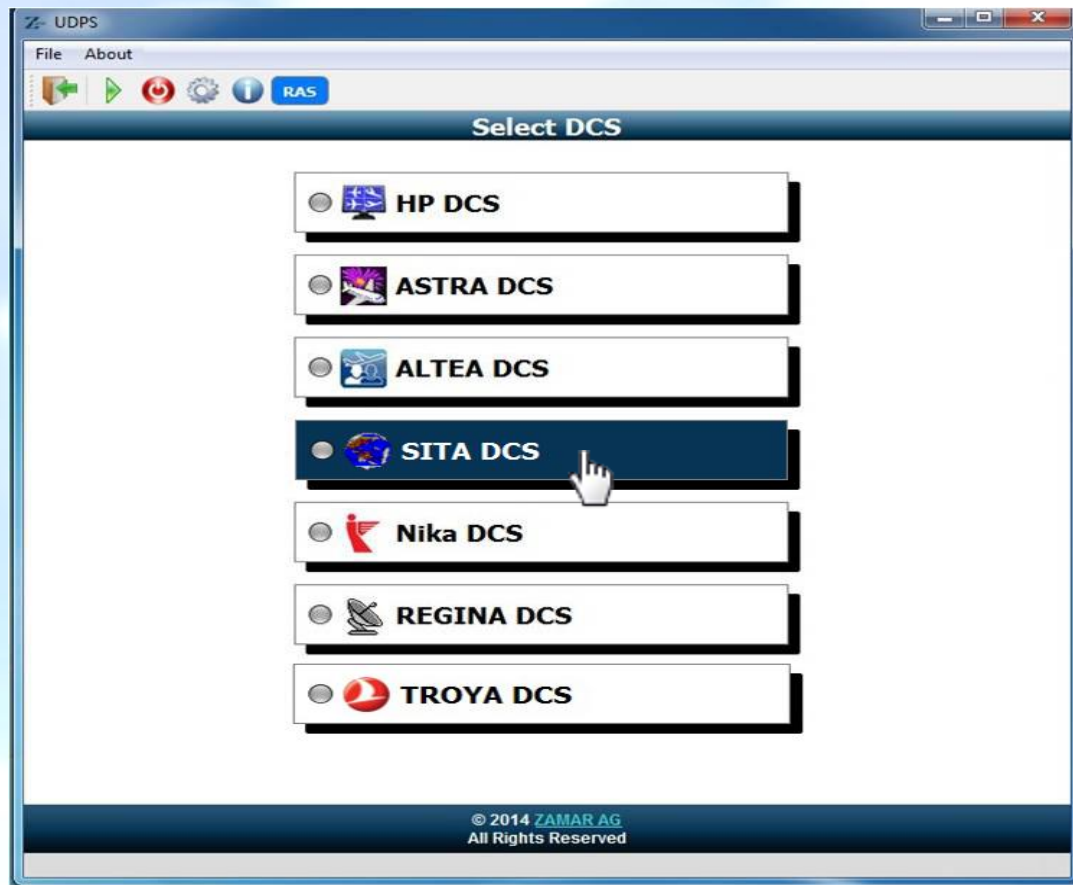 UDPS
File About
RAS
Select DCS
HP DCS
ASTRA DCS
ALTEA DCS
SITA DCS
Nika DCS
REGINA DCS
TROYA DCS
© 2014 ZAMAR AG
All Rights Reserved